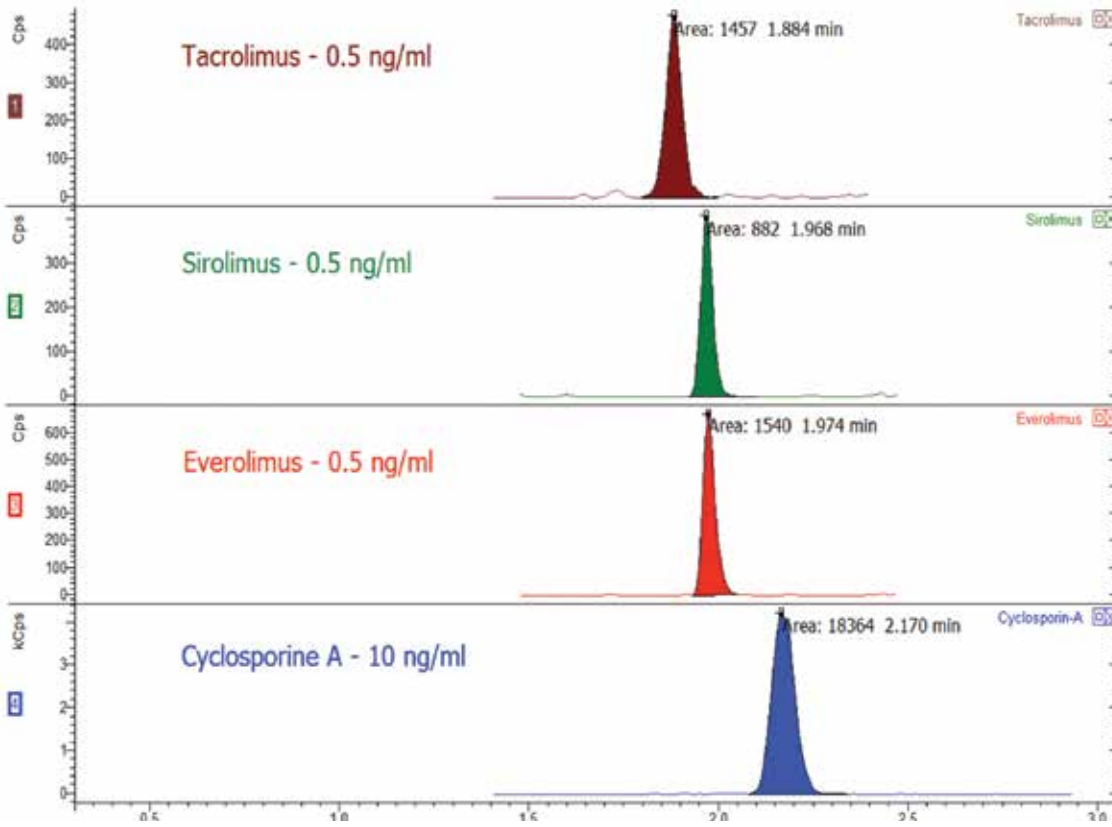 Cps
Tacrolimus - 0.5 ng/ml
Area: 1457 1.884 min
Tacrolimus
400
300
200
100
0
Cps
Sirolimus - 0.5 ng/ml
Area: 882 1.968 min
Sirolimus
300
200
100
0
Cps
Everolimus - 0.5 ng/ml
Area: 1540 1.974 min
Everolimus
600
500
400
300
200
100
0
kCps
Cyclosporine A - 10 ng/ml
Area: 18364 2.170 min
Cyclosporin-A
3
2
1
0
0.5 1.0 1.5 2.0 2.5 3.0